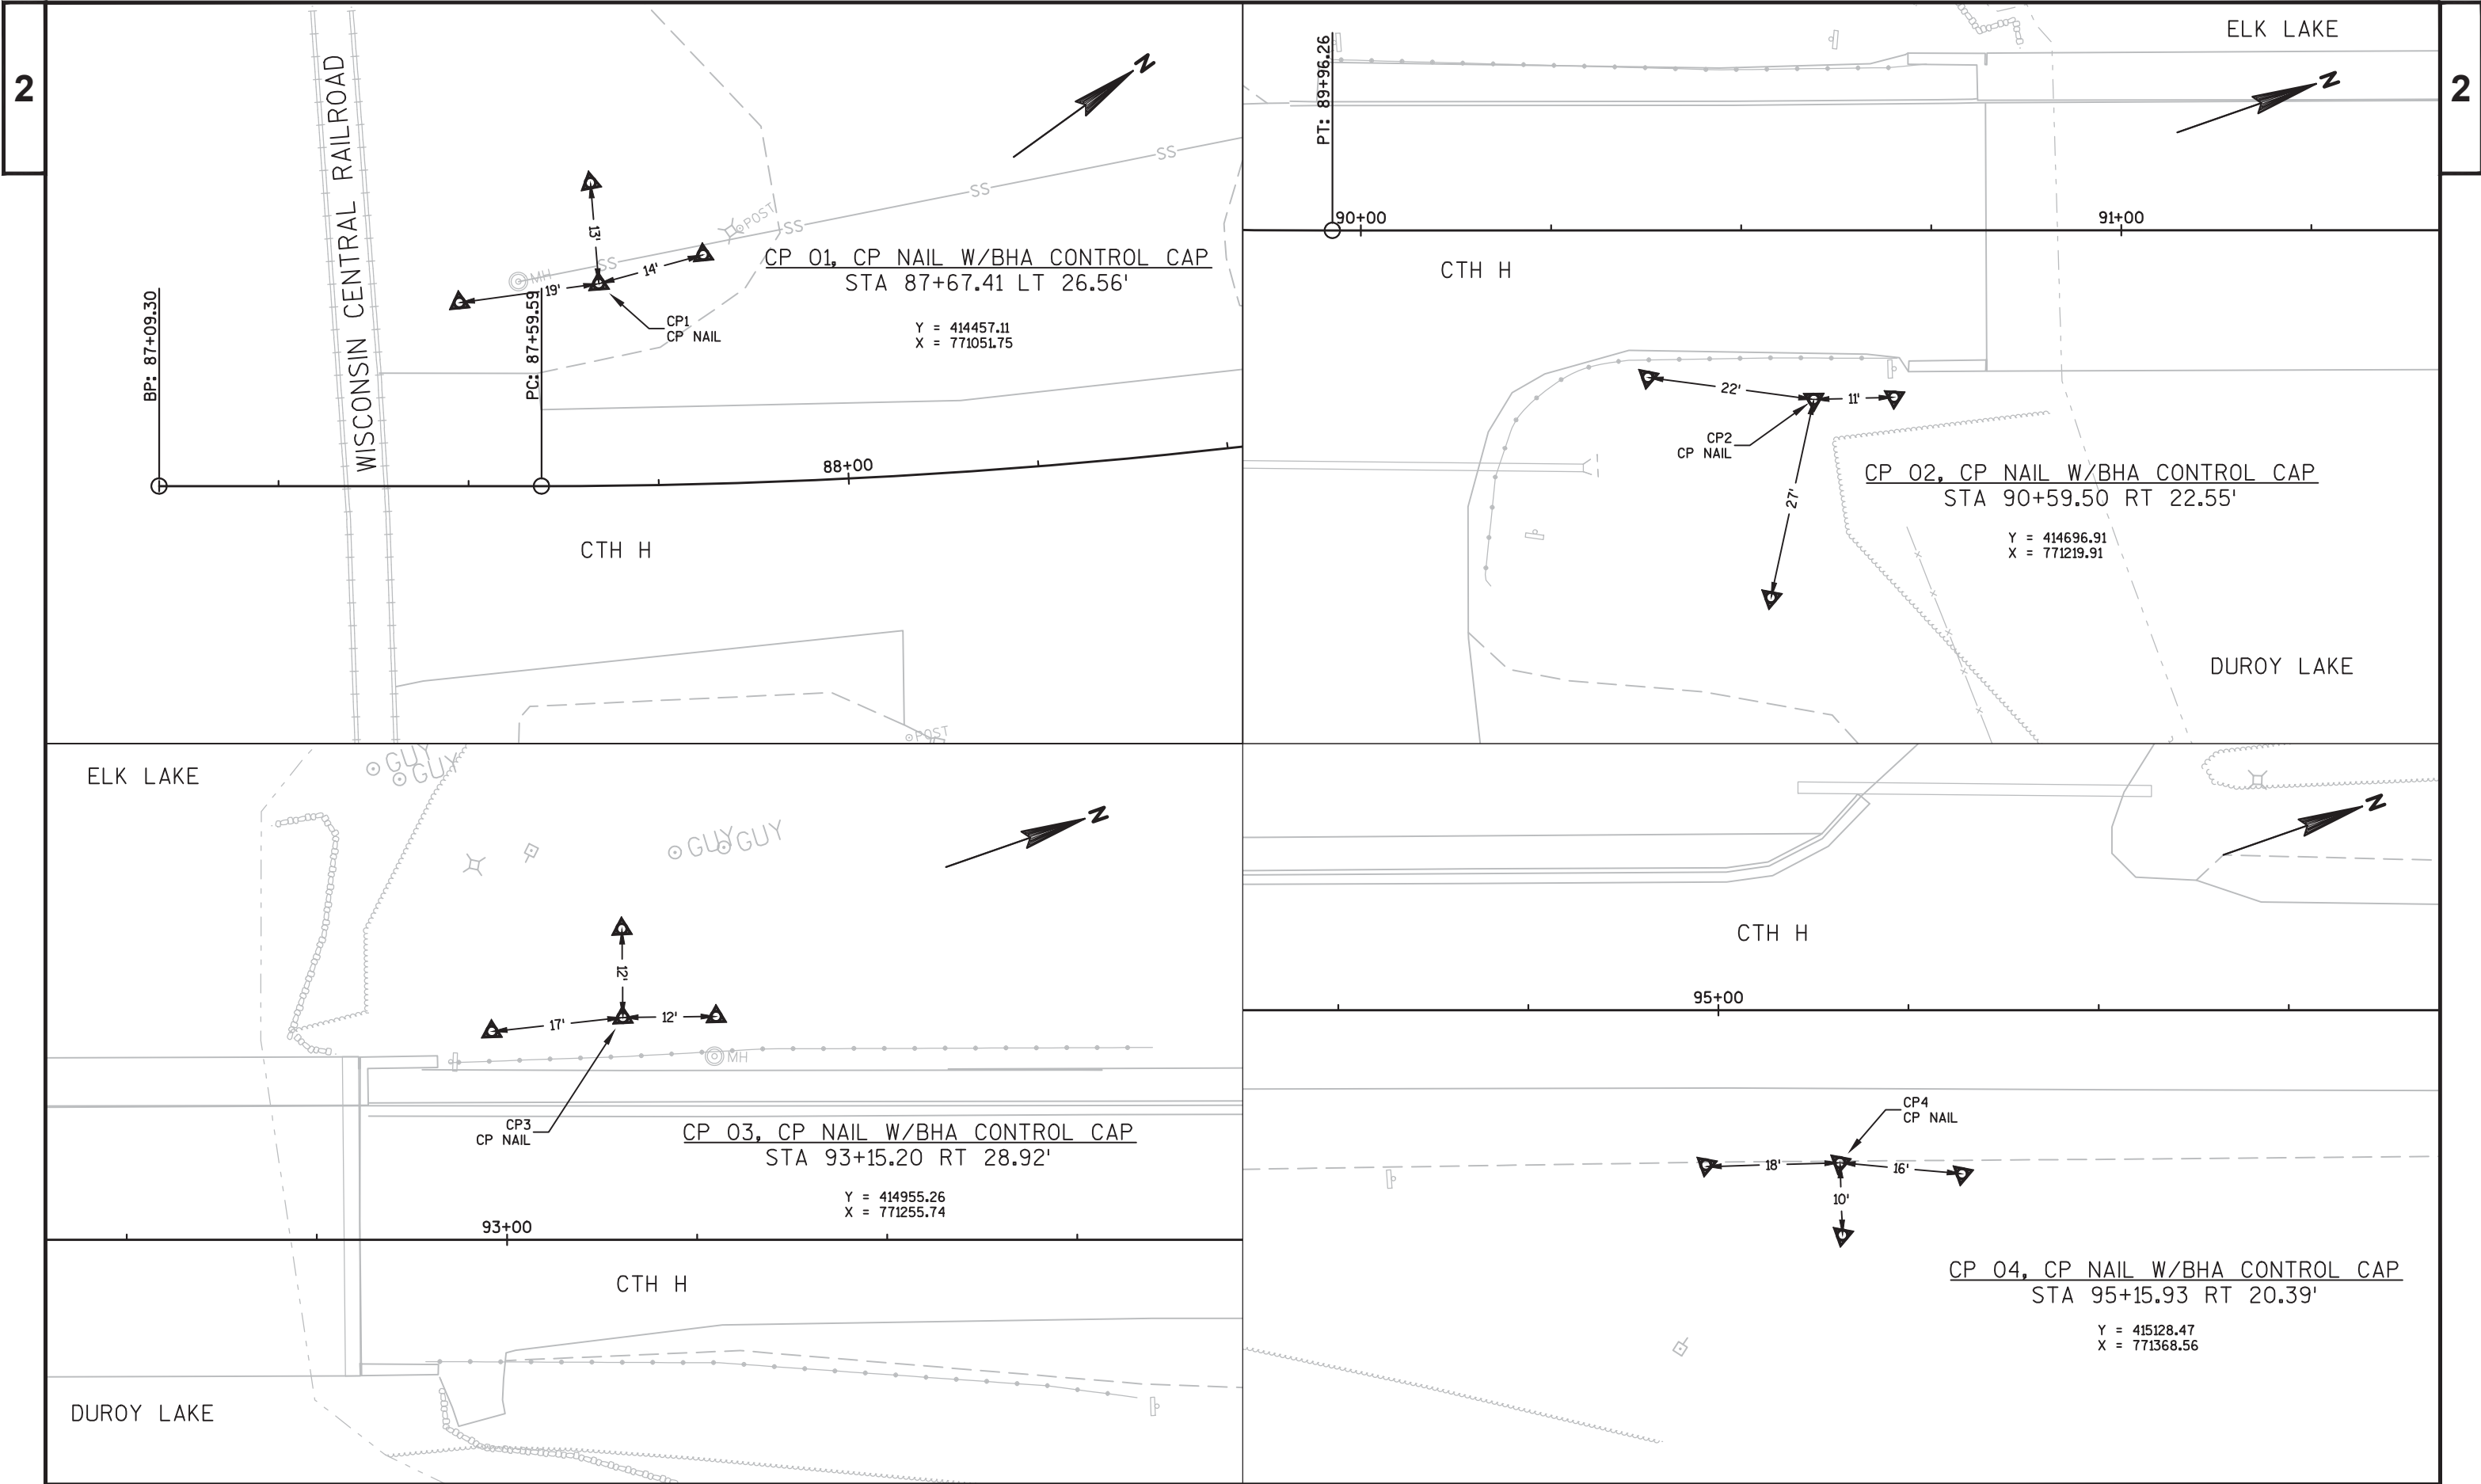 2
WISCONSIN CENTRAL RAILROAD
N
SS
SS
SS
SS
POST
MH
13'
14'
19'
CP 01, CP NAIL W/BHA CONTROL CAP
STA 87+67.41 LT 26.56'
Y = 414457.11
X = 771051.75
CP1
CP NAIL
BP: 87+09.30
PC: 87+59.59
88+00
CTH H
POST
ELK LAKE
N
PT: 89+96.26
90+00
91+00
CTH H
22'
11'
27'
CP2
CP NAIL
CP 02, CP NAIL W/BHA CONTROL CAP
STA 90+59.50 RT 22.55'
Y = 414696.91
X = 771219.91
DUROY LAKE
2
ELK LAKE
GUY
GUY
GUY
GUY
N
12'
17'
12'
MH
CP3
CP NAIL
CP 03, CP NAIL W/BHA CONTROL CAP
STA 93+15.20 RT 28.92'
Y = 414955.26
X = 771255.74
93+00
CTH H
DUROY LAKE
N
CTH H
95+00
CP4
CP NAIL
18'
16'
10'
CP 04, CP NAIL W/BHA CONTROL CAP
STA 95+15.93 RT 20.39'
Y = 415128.47
X = 771368.56